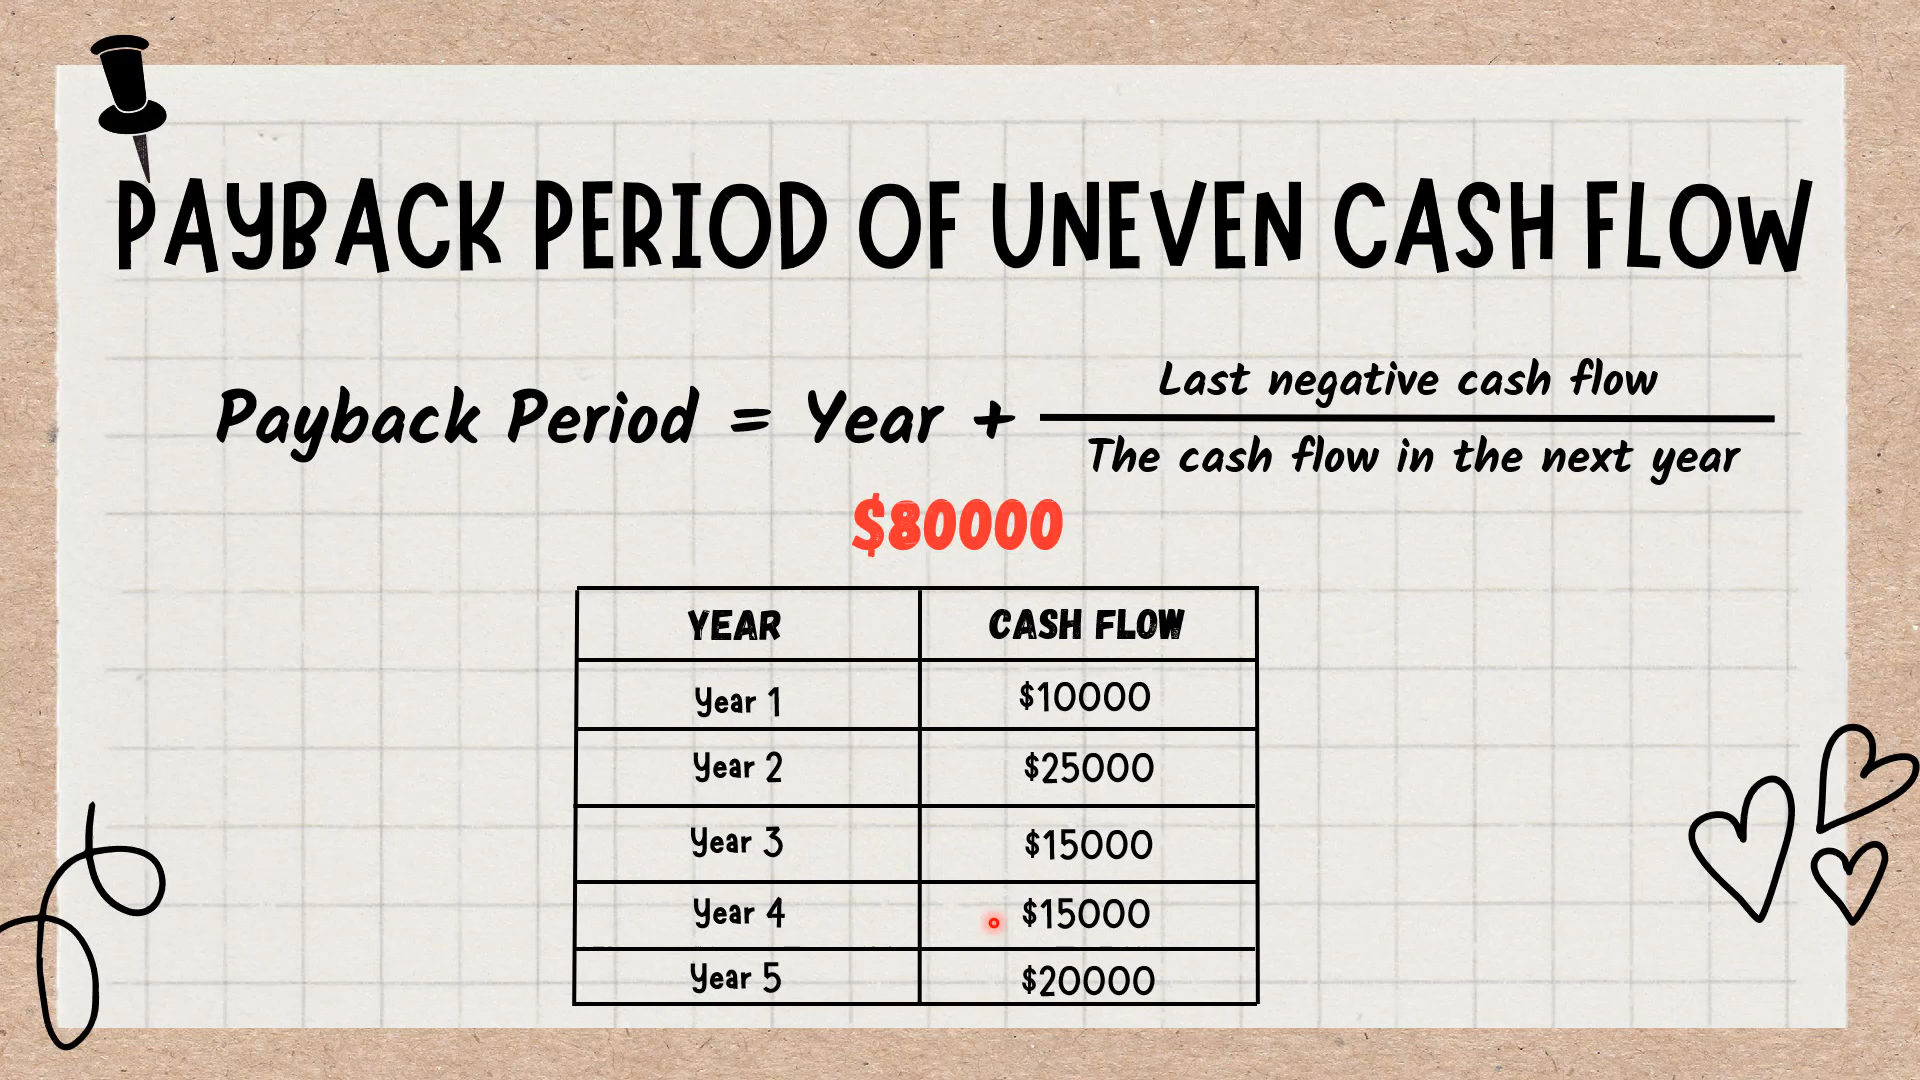 PAYBACK PERIOD OF UNEVEN CASH FLOW
Payback Period = Year + Last negative cash flow
The cash flow in the next year
$80000
YEAR CASH FLOW
Year 1 $10000
Year 2 $25000
Year 3 $15000
Year 4 $15000
Year 5 $20000